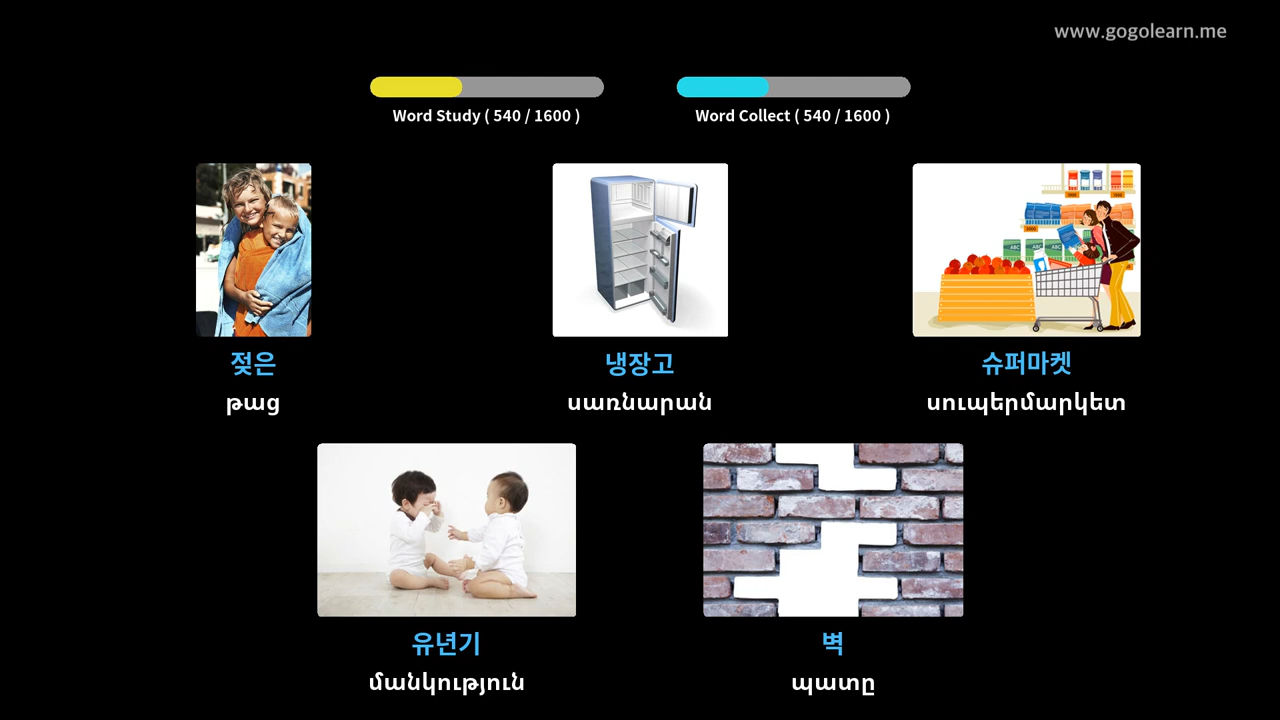 www.gogolearn.me
Word Study ( 540 / 1600 )
Word Collect ( 540 / 1600 )
젖은
թաց
냉장고
սառնարան
슈퍼마켓
սուպերմարկետ
유년기
մանկություն
벽
պատը